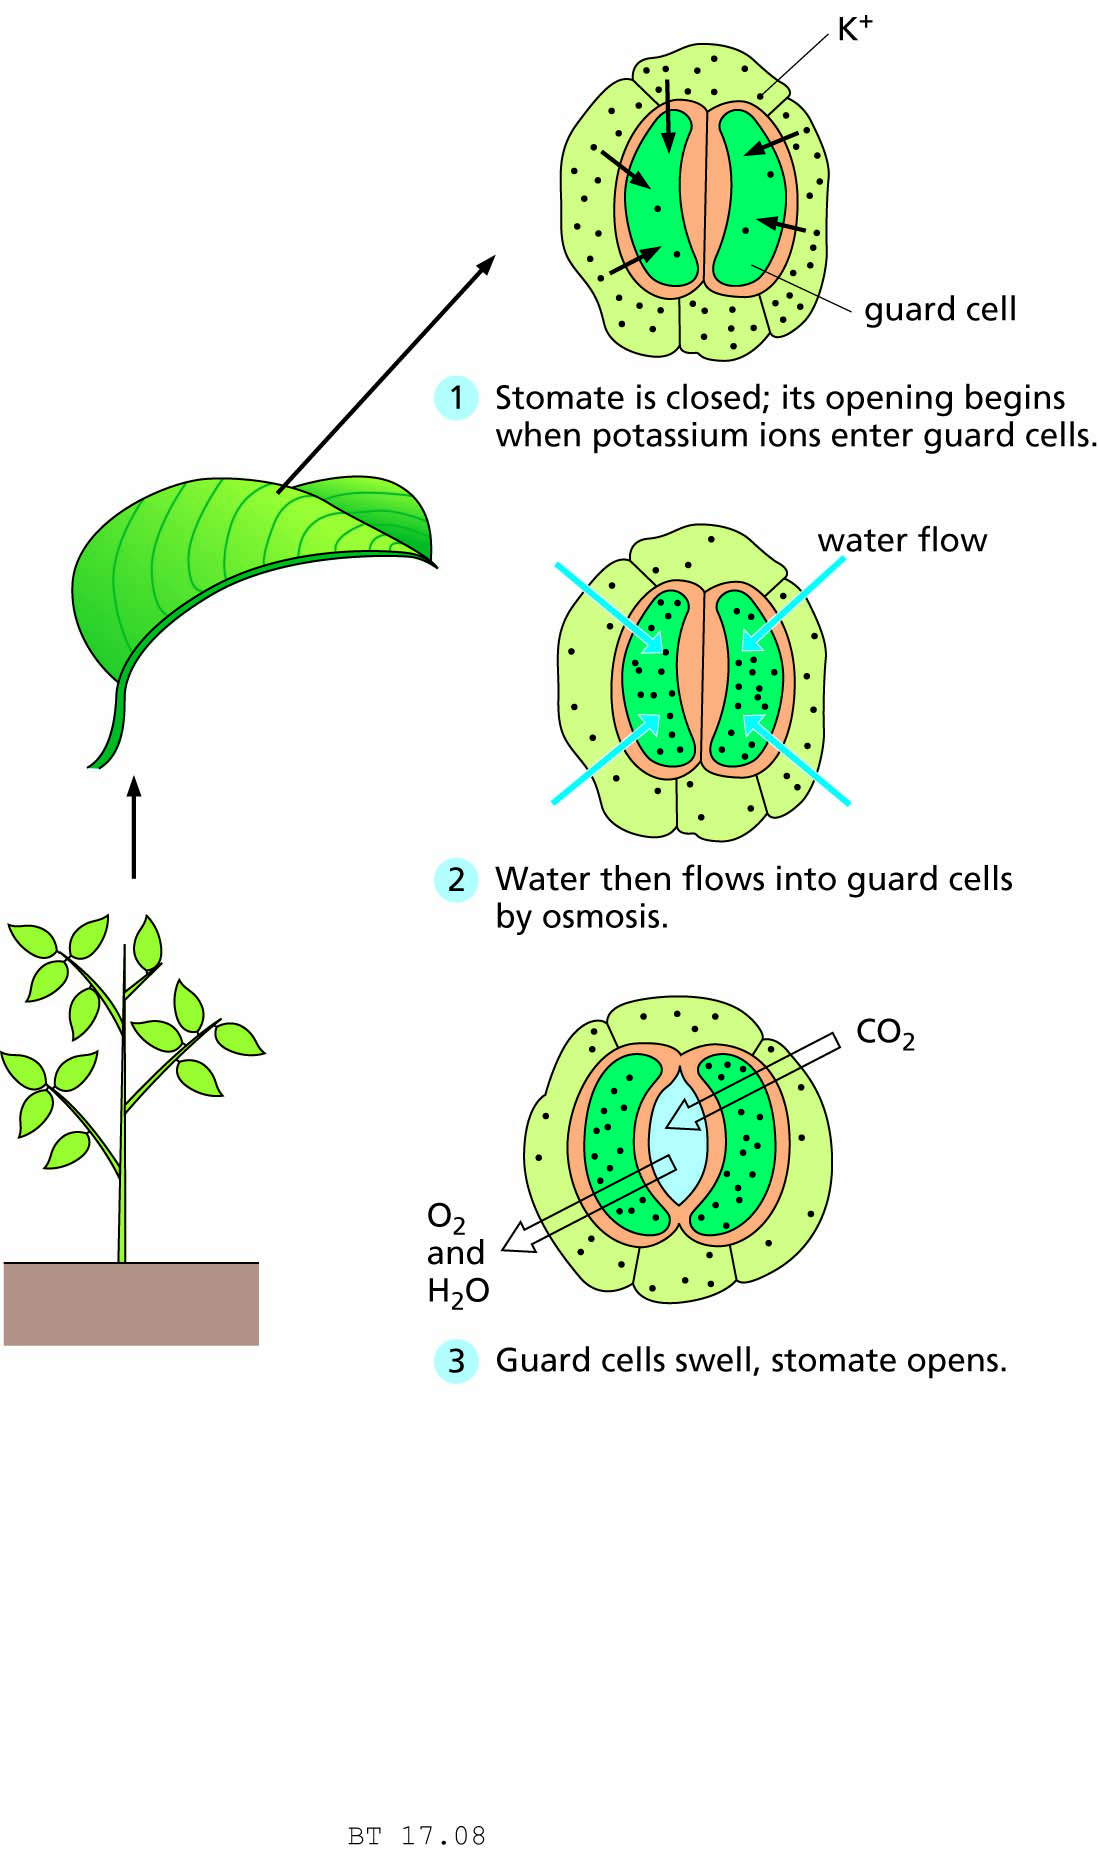 K⁺
guard cell
1 Stomate is closed; its opening begins
when potassium ions enter guard cells.
water flow
2 Water then flows into guard cells
by osmosis.
CO₂
O₂
and
H₂O
3 Guard cells swell, stomate opens.
BT 17.08